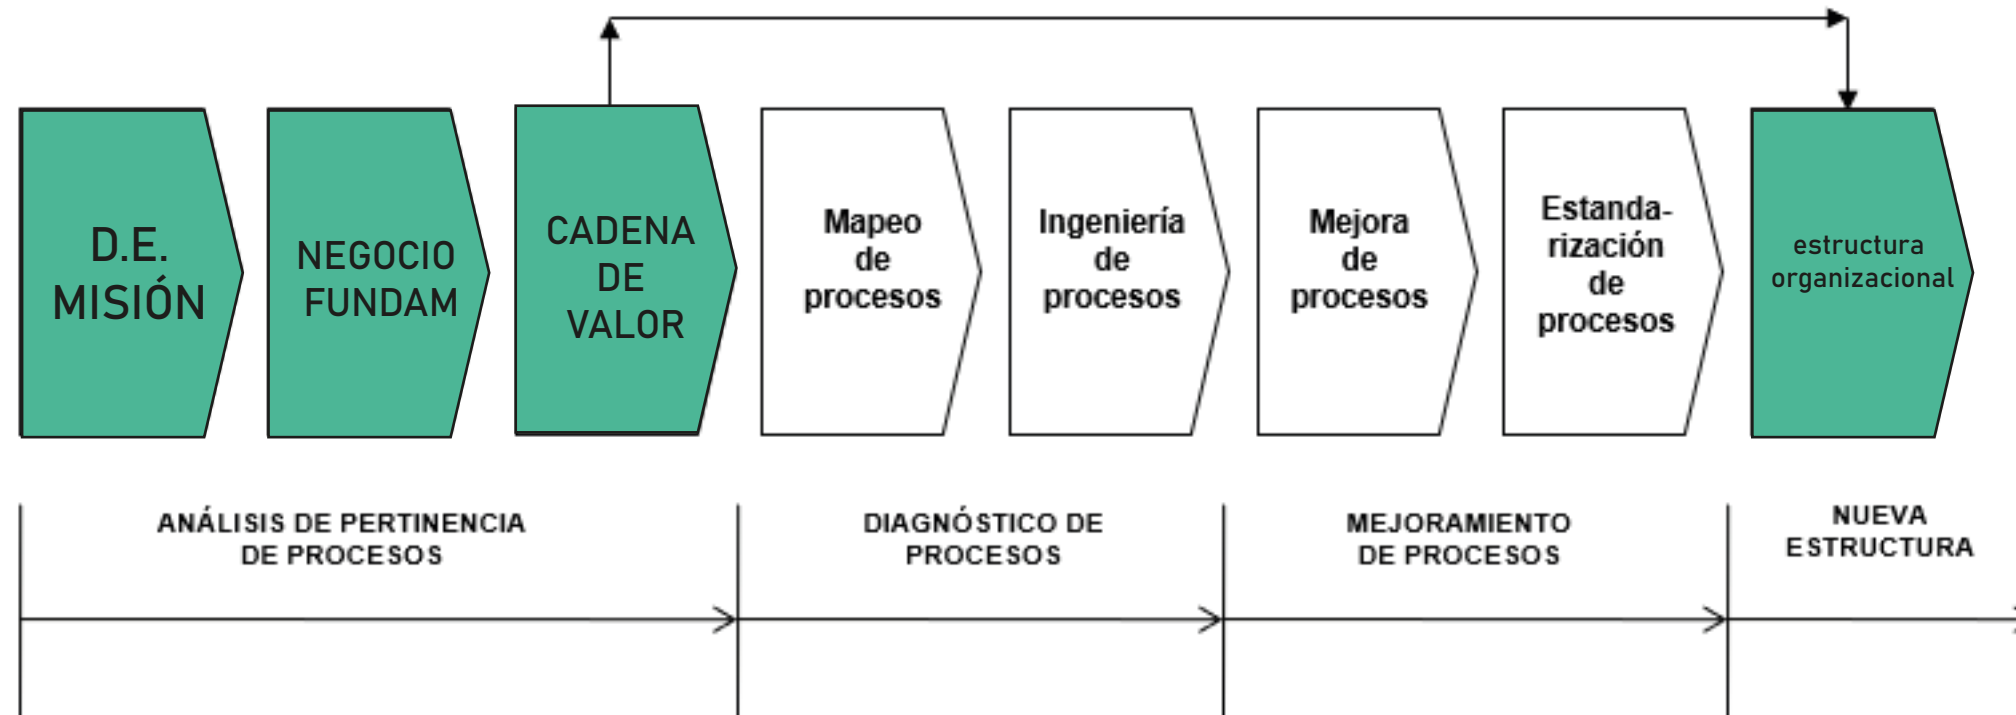 D.E.
MISIÓN
NEGOCIO
FUNDAM
CADENA
DE
VALOR
Mapeo
de
procesos
Ingeniería
de
procesos
Mejora
de
procesos
Estanda-
rización
de
procesos
estructura
organizacional
ANÁLISIS DE PERTINENCIA
DE PROCESOS
DIAGNÓSTICO DE
PROCESOS
MEJORAMIENTO
DE PROCESOS
NUEVA
ESTRUCTURA